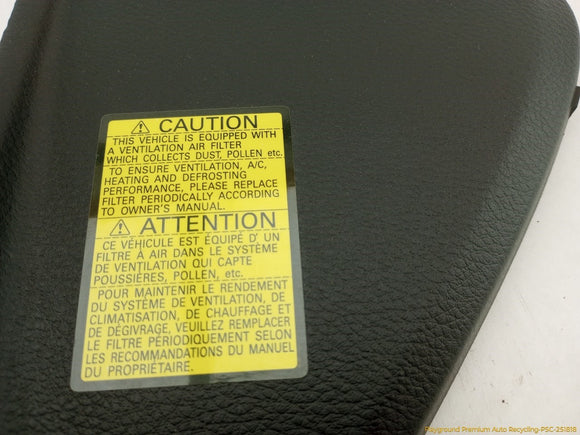 ⚠ CAUTION
THIS VEHICLE IS EQUIPPED WITH
A VENTILATION AIR FILTER
WHICH COLLECTS DUST, POLLEN etc.
TO ENSURE VENTILATION, A/C,
HEATING AND DEFROSTING
PERFORMANCE, PLEASE REPLACE
FILTER PERIODICALLY ACCORDING
TO OWNER'S MANUAL.
⚠ ATTENTION
CE VÉHICULE EST ÉQUIPÉ D' UN
FILTRE À AIR DANS LE SYSTÈME
DE VENTILATION QUI CAPTE
POUSSIÈRES, POLLEN, etc.
POUR MAINTENIR LE RENDEMENT
DU SYSTÈME DE VENTILATION, DE
CLIMATISATION, DE CHAUFFAGE ET
DE DÉGIVRAGE, VEUILLEZ REMPLACER
LE FILTRE PÉRIODIQUEMENT SELON
LES RECOMMANDATIONS DU MANUEL
DU PROPRIÉTAIRE.
Playground Premium Auto Recycling-PSC-251818